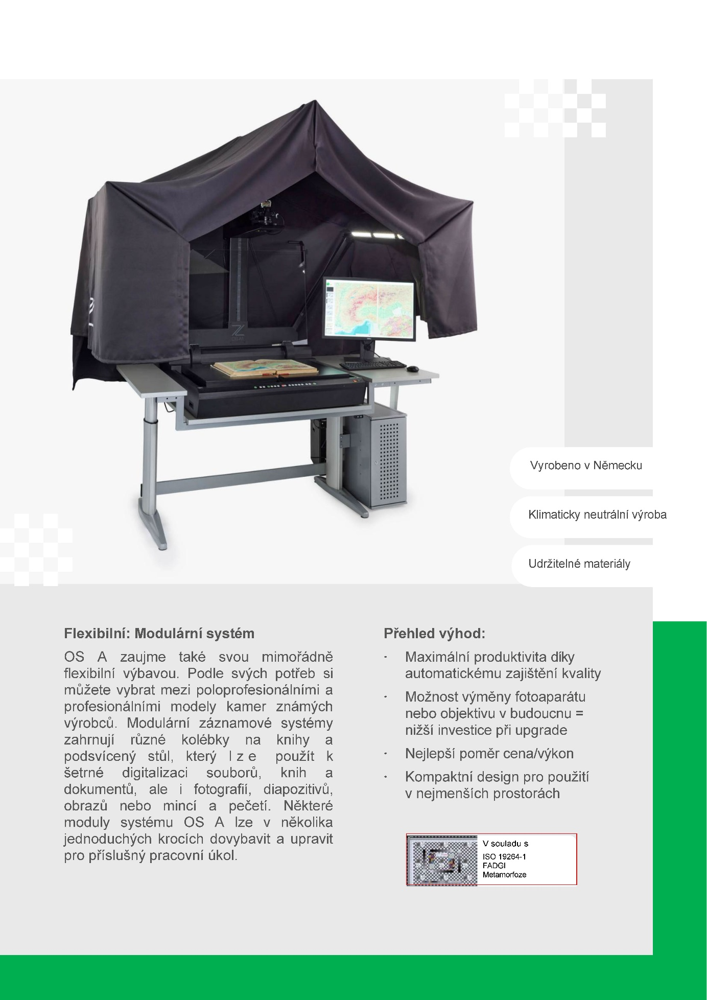 Vyrobeno v Německu
Klimaticky neutrální výroba
Udržitelné materiály
Flexibilní: Modulární systém
OS A zaujme také svou mimořádně
flexibilní výbavou. Podle svých potřeb si
můžete vybrat mezi poloprofesionálními a
profesionálními modely kamer známých
výrobců. Modulární záznamové systémy
zahrnují různé kolébky na knihy a
podsvícený stůl, který lze použít k
šetrné digitalizaci souborů, knih a
dokumentů, ale i fotografií, diapozitivů,
obrazů nebo mincí a pečetí. Některé
moduly systému OS A lze v několika
jednoduchých krocích dovybavit a upravit
pro příslušný pracovní úkol.
Přehled výhod:
· Maximální produktivita díky
automatickému zajištění kvality
· Možnost výměny fotoaparátu
nebo objektivu v budoucnu =
nižší investice při upgrade
· Nejlepší poměr cena/výkon
· Kompaktní design pro použití
v nejmenších prostorách
V souladu s
ISO 19264-1
FADGI
Metamorfoze